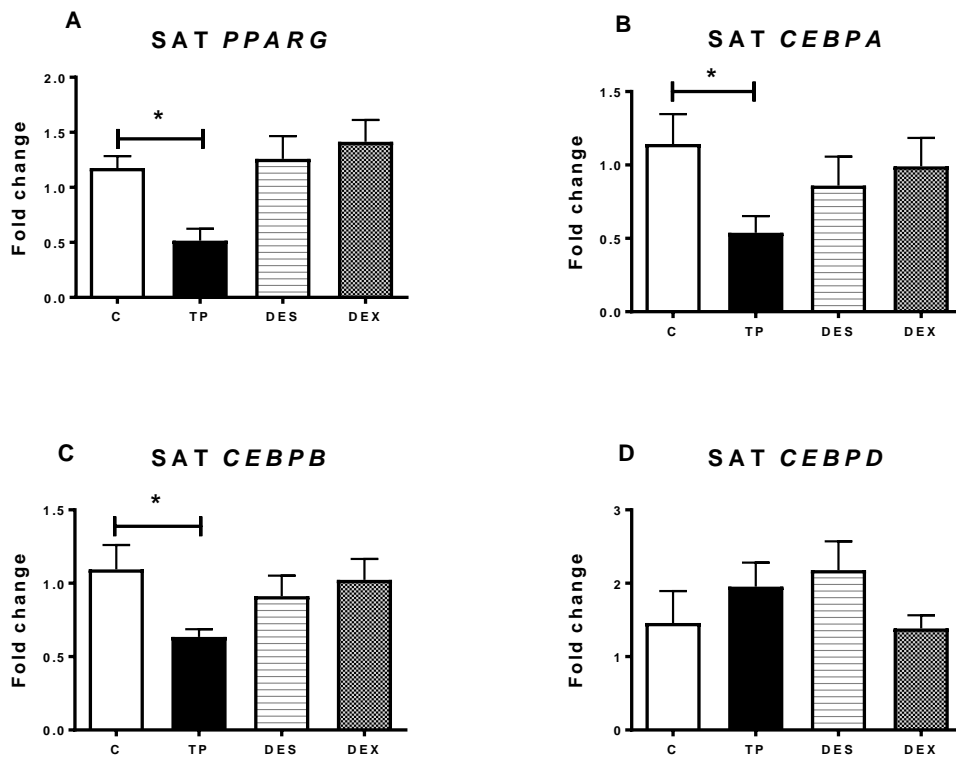 A
SAT PPARG
*
Fold change
2.0
1.5
1.0
0.5
0.0
C TP DES DEX
B
SAT CEBPA
*
Fold change
1.5
1.0
0.5
0.0
C TP DES DEX
C
SAT CEBPB
*
Fold change
1.5
1.0
0.5
0.0
C TP DES DEX
D
SAT CEBPD
Fold change
3
2
1
0
C TP DES DEX